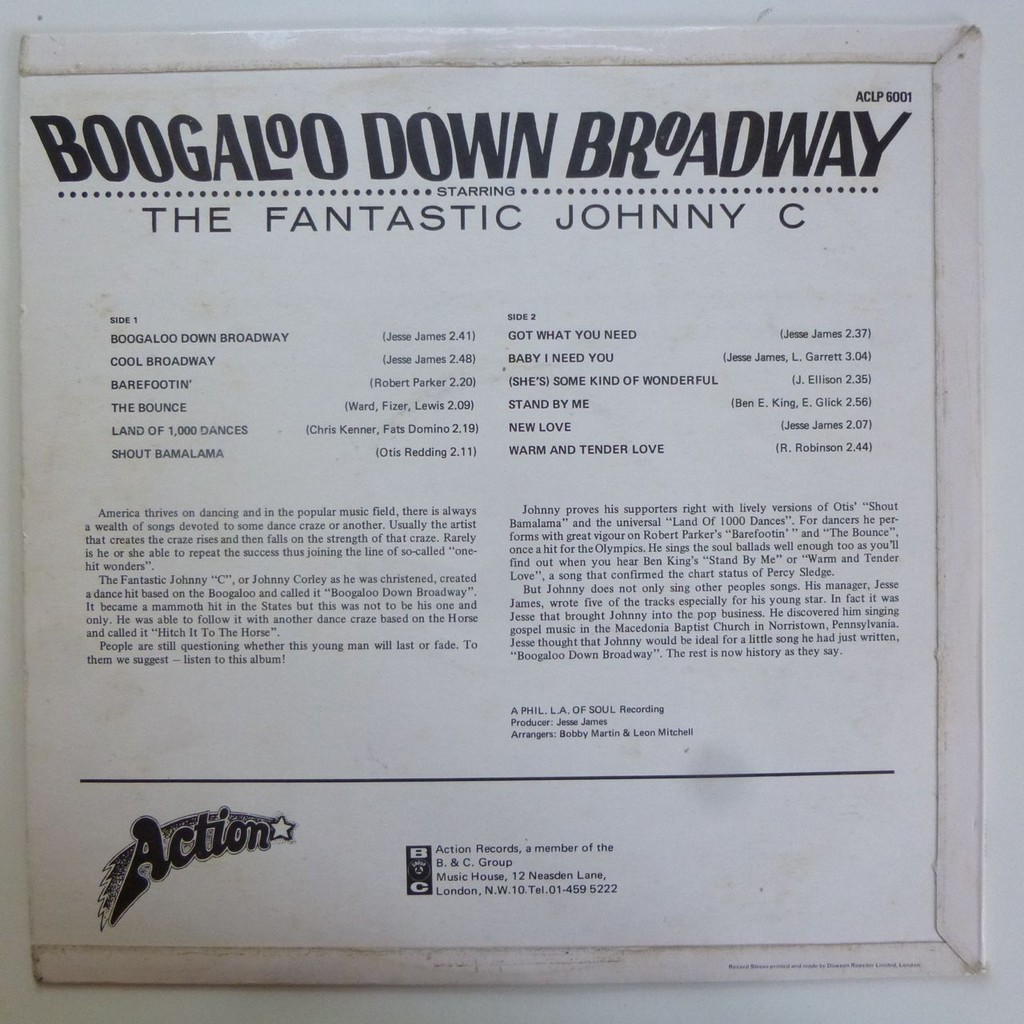 ACLP 6001
BOOGALOO DOWN BROADWAY
STARRING
THE FANTASTIC JOHNNY C
SIDE 1
BOOGALOO DOWN BROADWAY (Jesse James 2.41)
COOL BROADWAY (Jesse James 2.48)
BAREFOOTIN' (Robert Parker 2.20)
THE BOUNCE (Ward, Fizer, Lewis 2.09)
LAND OF 1,000 DANCES (Chris Kenner, Fats Domino 2.19)
SHOUT BAMALAMA (Otis Redding 2.11)
SIDE 2
GOT WHAT YOU NEED (Jesse James 2.37)
BABY I NEED YOU (Jesse James, L. Garrett 3.04)
(SHE'S) SOME KIND OF WONDERFUL (J. Ellison 2.35)
STAND BY ME (Ben E. King, E. Glick 2.56)
NEW LOVE (Jesse James 2.07)
WARM AND TENDER LOVE (R. Robinson 2.44)
America thrives on dancing and in the popular music field, there is always
a wealth of songs devoted to some dance craze or another. Usually the artist
that creates the craze rises and then falls on the strength of that craze. Rarely
is he or she able to repeat the success thus joining the line of so-called "one-
hit wonders".
The Fantastic Johnny "C", or Johnny Corley as he was christened, created
a dance hit based on the Boogaloo and called it "Boogaloo Down Broadway".
It became a mammoth hit in the States but this was not to be his one and
only. He was able to follow it with another dance craze based on the Horse
and called it "Hitch It To The Horse".
People are still questioning whether this young man will last or fade. To
them we suggest — listen to this album!
Johnny proves his supporters right with lively versions of Otis' "Shout
Bamalama" and the universal "Land Of 1000 Dances". For dancers he per-
forms with great vigour on Robert Parker's "Barefootin' " and "The Bounce",
once a hit for the Olympics. He sings the soul ballads well enough too as you'll
find out when you hear Ben King's "Stand By Me" or "Warm and Tender
Love", a song that confirmed the chart status of Percy Sledge.
But Johnny does not only sing other peoples songs. His manager, Jesse
James, wrote five of the tracks especially for his young star. In fact it was
Jesse that brought Johnny into the pop business. He discovered him singing
gospel music in the Macedonia Baptist Church in Norristown, Pennsylvania.
Jesse thought that Johnny would be ideal for a little song he had just written,
"Boogaloo Down Broadway". The rest is now history as they say.
A PHIL. L.A. OF SOUL Recording
Producer: Jesse James
Arrangers: Bobby Martin & Leon Mitchell
Action
B
C
Action Records, a member of the
B. & C. Group
Music House, 12 Neasden Lane,
London, N.W.10. Tel.01-459 5222
Record Sleeve printed and made by Limited, London